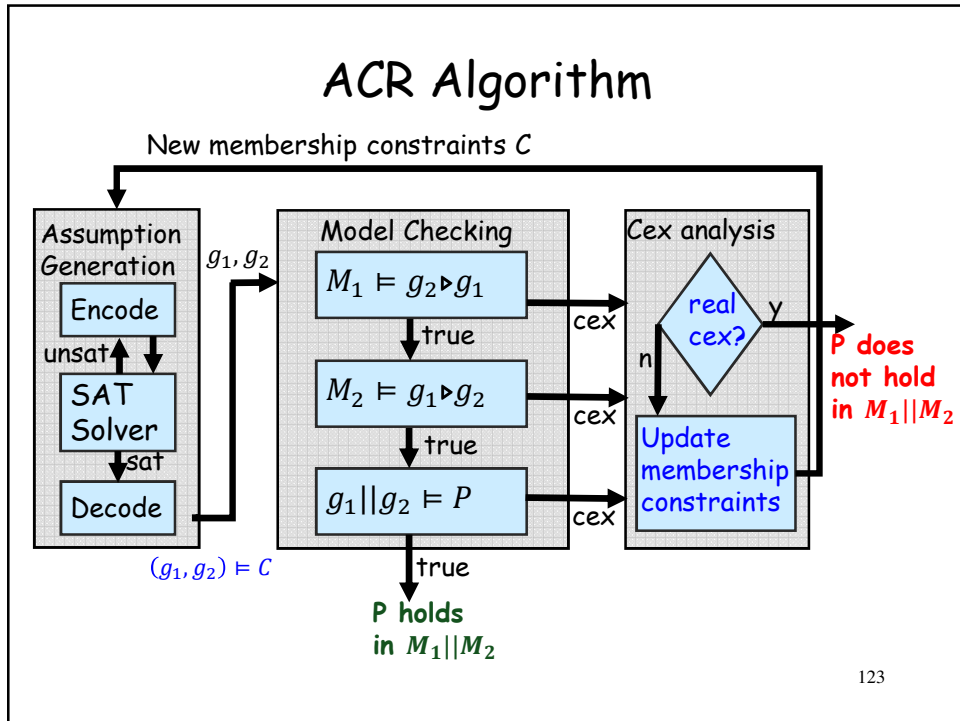 ACR Algorithm
New membership constraints C
Assumption
Generation
Encode
unsat
SAT
Solver
sat
Decode
g₁, g₂
(g₁, g₂) ⊨ C
Model Checking
M₁ ⊨ g₂ ▹ g₁
true
cex
M₂ ⊨ g₁ ▹ g₂
true
cex
g₁||g₂ ⊨ P
cex
true
P holds
in M₁||M₂
Cex analysis
real
cex?
y
n
Update
membership
constraints
P does
not hold
in M₁||M₂
123